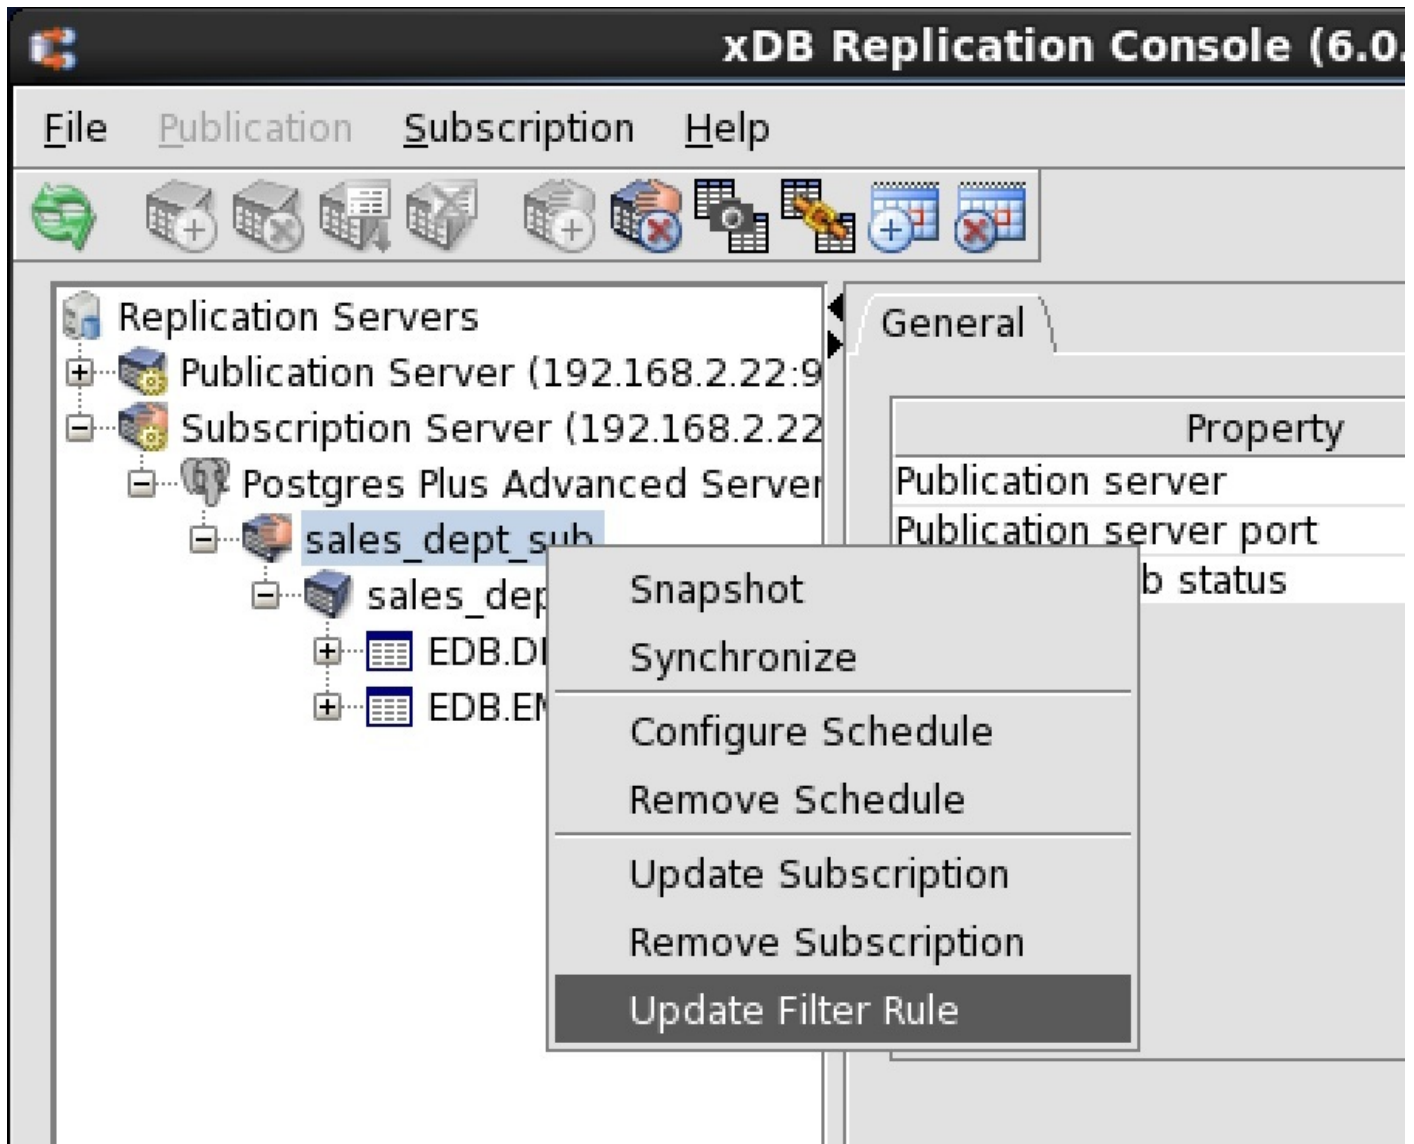 xDB Replication Console (6.0.
File Publication Subscription Help
Replication Servers
Publication Server (192.168.2.22:9
Subscription Server (192.168.2.22
Postgres Plus Advanced Server
sales_dept_sub
sales_dep
EDB.D
EDB.E
Snapshot
Synchronize
Configure Schedule
Remove Schedule
Update Subscription
Remove Subscription
Update Filter Rule
General
Property
Publication server
Publication server port
b status